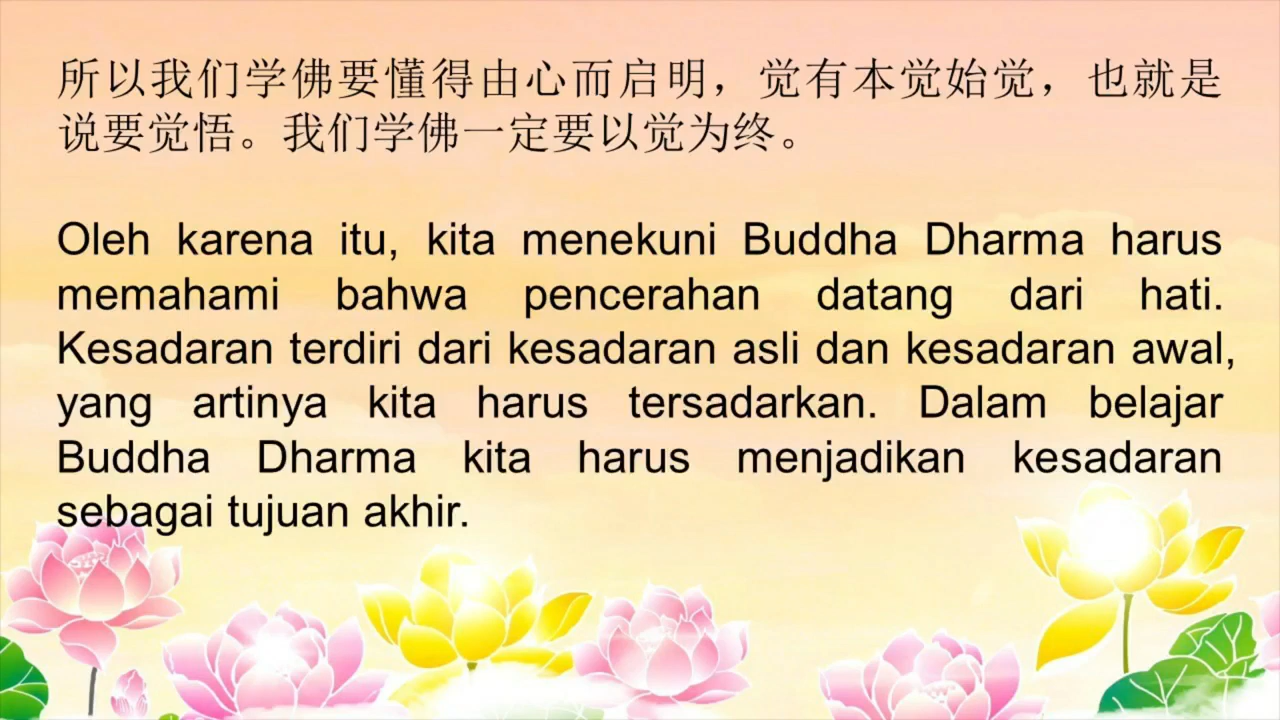 所以我们学佛要懂得由心而启明，觉有本觉始觉，也就是
说要觉悟。我们学佛一定要以觉为终。
Oleh karena itu, kita menekuni Buddha Dharma harus
memahami bahwa pencerahan datang dari hati.
Kesadaran terdiri dari kesadaran asli dan kesadaran awal,
yang artinya kita harus tersadarkan. Dalam belajar
Buddha Dharma kita harus menjadikan kesadaran
sebagai tujuan akhir.